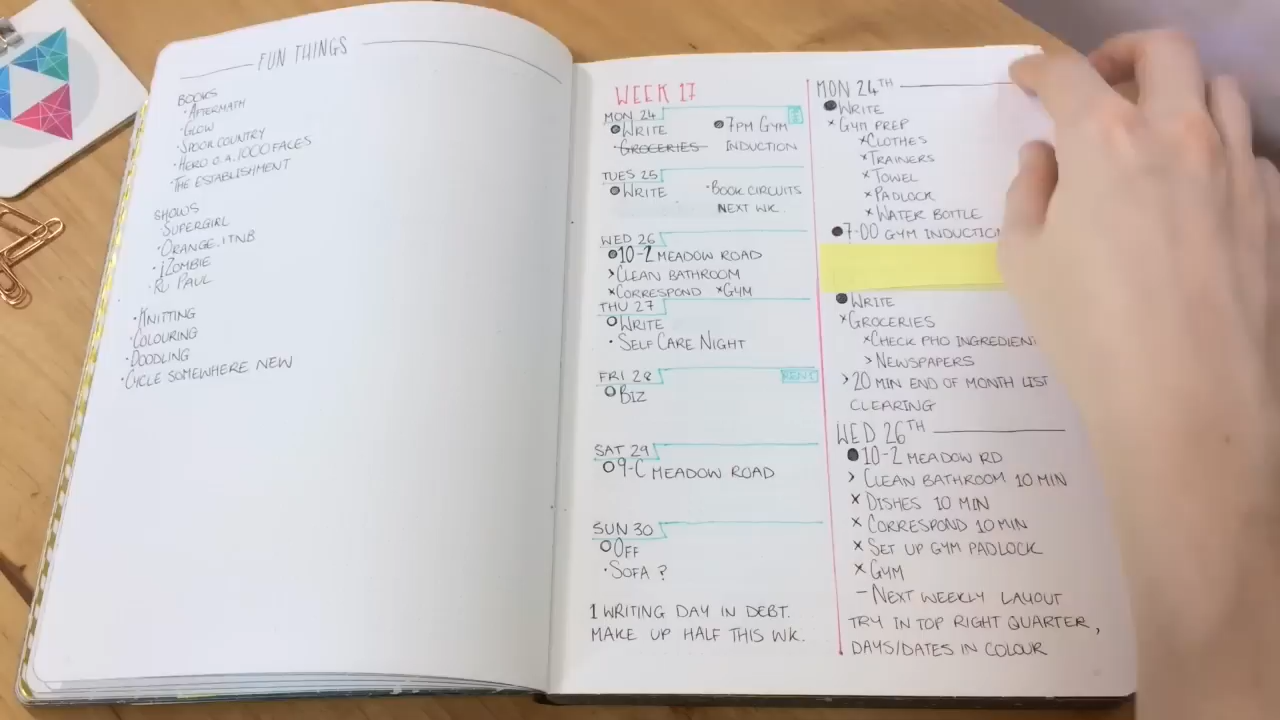 FUN THINGS
BOOKS
· AFTERMATH
· GLOW
· SPOOK COUNTRY
· HERO O.A. 1000 FACES
· THE ESTABLISHMENT
SHOWS
· SUPERGIRL
· ORANGE.ITNB
· iZOMBIE
· RU PAUL
· KNITTING
· COLOURING
· DOODLING
· CYCLE SOMEWHERE NEW
WEEK 17
MON 24
WRITE
· GROCERIES
7PM GYM
INDUCTION
TUES 25
WRITE
· BOOK CIRCUITS
NEXT WK.
WED 26
10-2 MEADOW ROAD
> CLEAN BATHROOM
× CORRESPOND × GYM
THU 27
WRITE
· SELF CARE NIGHT
FRI 28
RENT
BIZ
SAT 29
9-C MEADOW ROAD
SUN 30
OFF
· SOFA ?
1 WRITING DAY IN DEBT.
MAKE UP HALF THIS WK.
MON 24TH
WRITE
× GYM PREP
× CLOTHES
× TRAINERS
× TOWEL
× PADLOCK
× WATER BOTTLE
7:00 GYM INDUCTION
WRITE
× GROCERIES
× CHECK PHO INGREDIEN
> NEWSPAPERS
> 20 MIN END OF MONTH LIST
CLEARING
WED 26TH
10-2 MEADOW RD
> CLEAN BATHROOM 10 MIN
× DISHES 10 MIN
× CORRESPOND 10 MIN
× SET UP GYM PADLOCK
× GYM
– NEXT WEEKLY LAYOUT
TRY IN TOP RIGHT QUARTER,
DAYS/DATES IN COLOUR